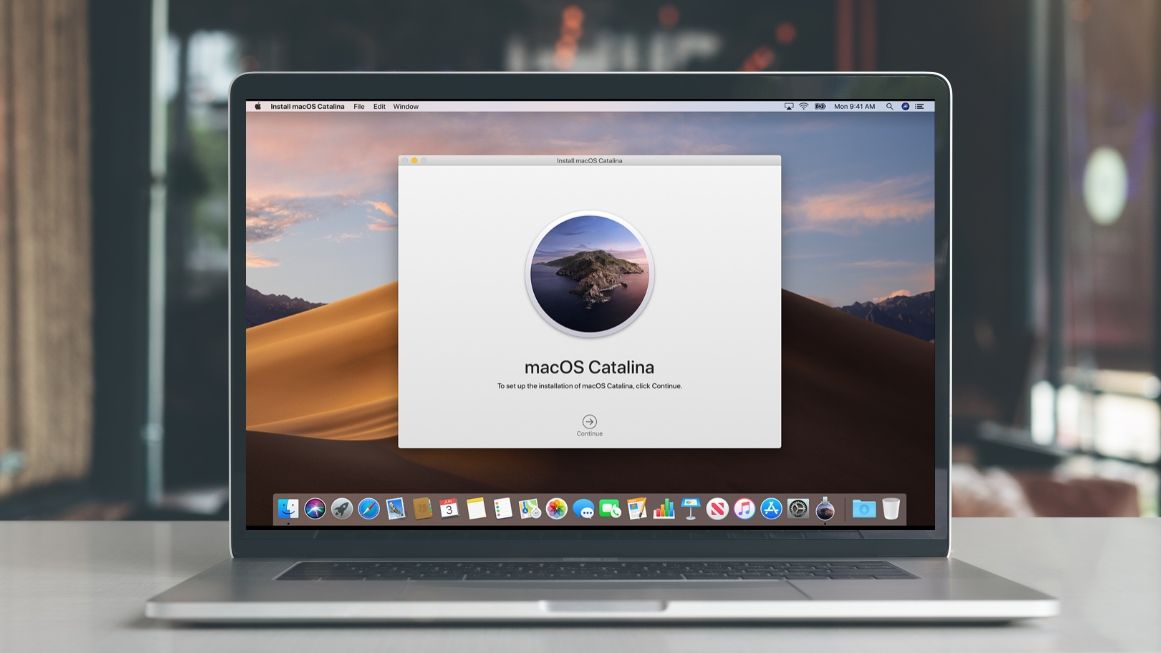 Install macOS Catalina File Edit Window Mon 9:41 AM
Install macOS Catalina
macOS Catalina
To set up the installation of macOS Catalina, click Continue.
Continue
3